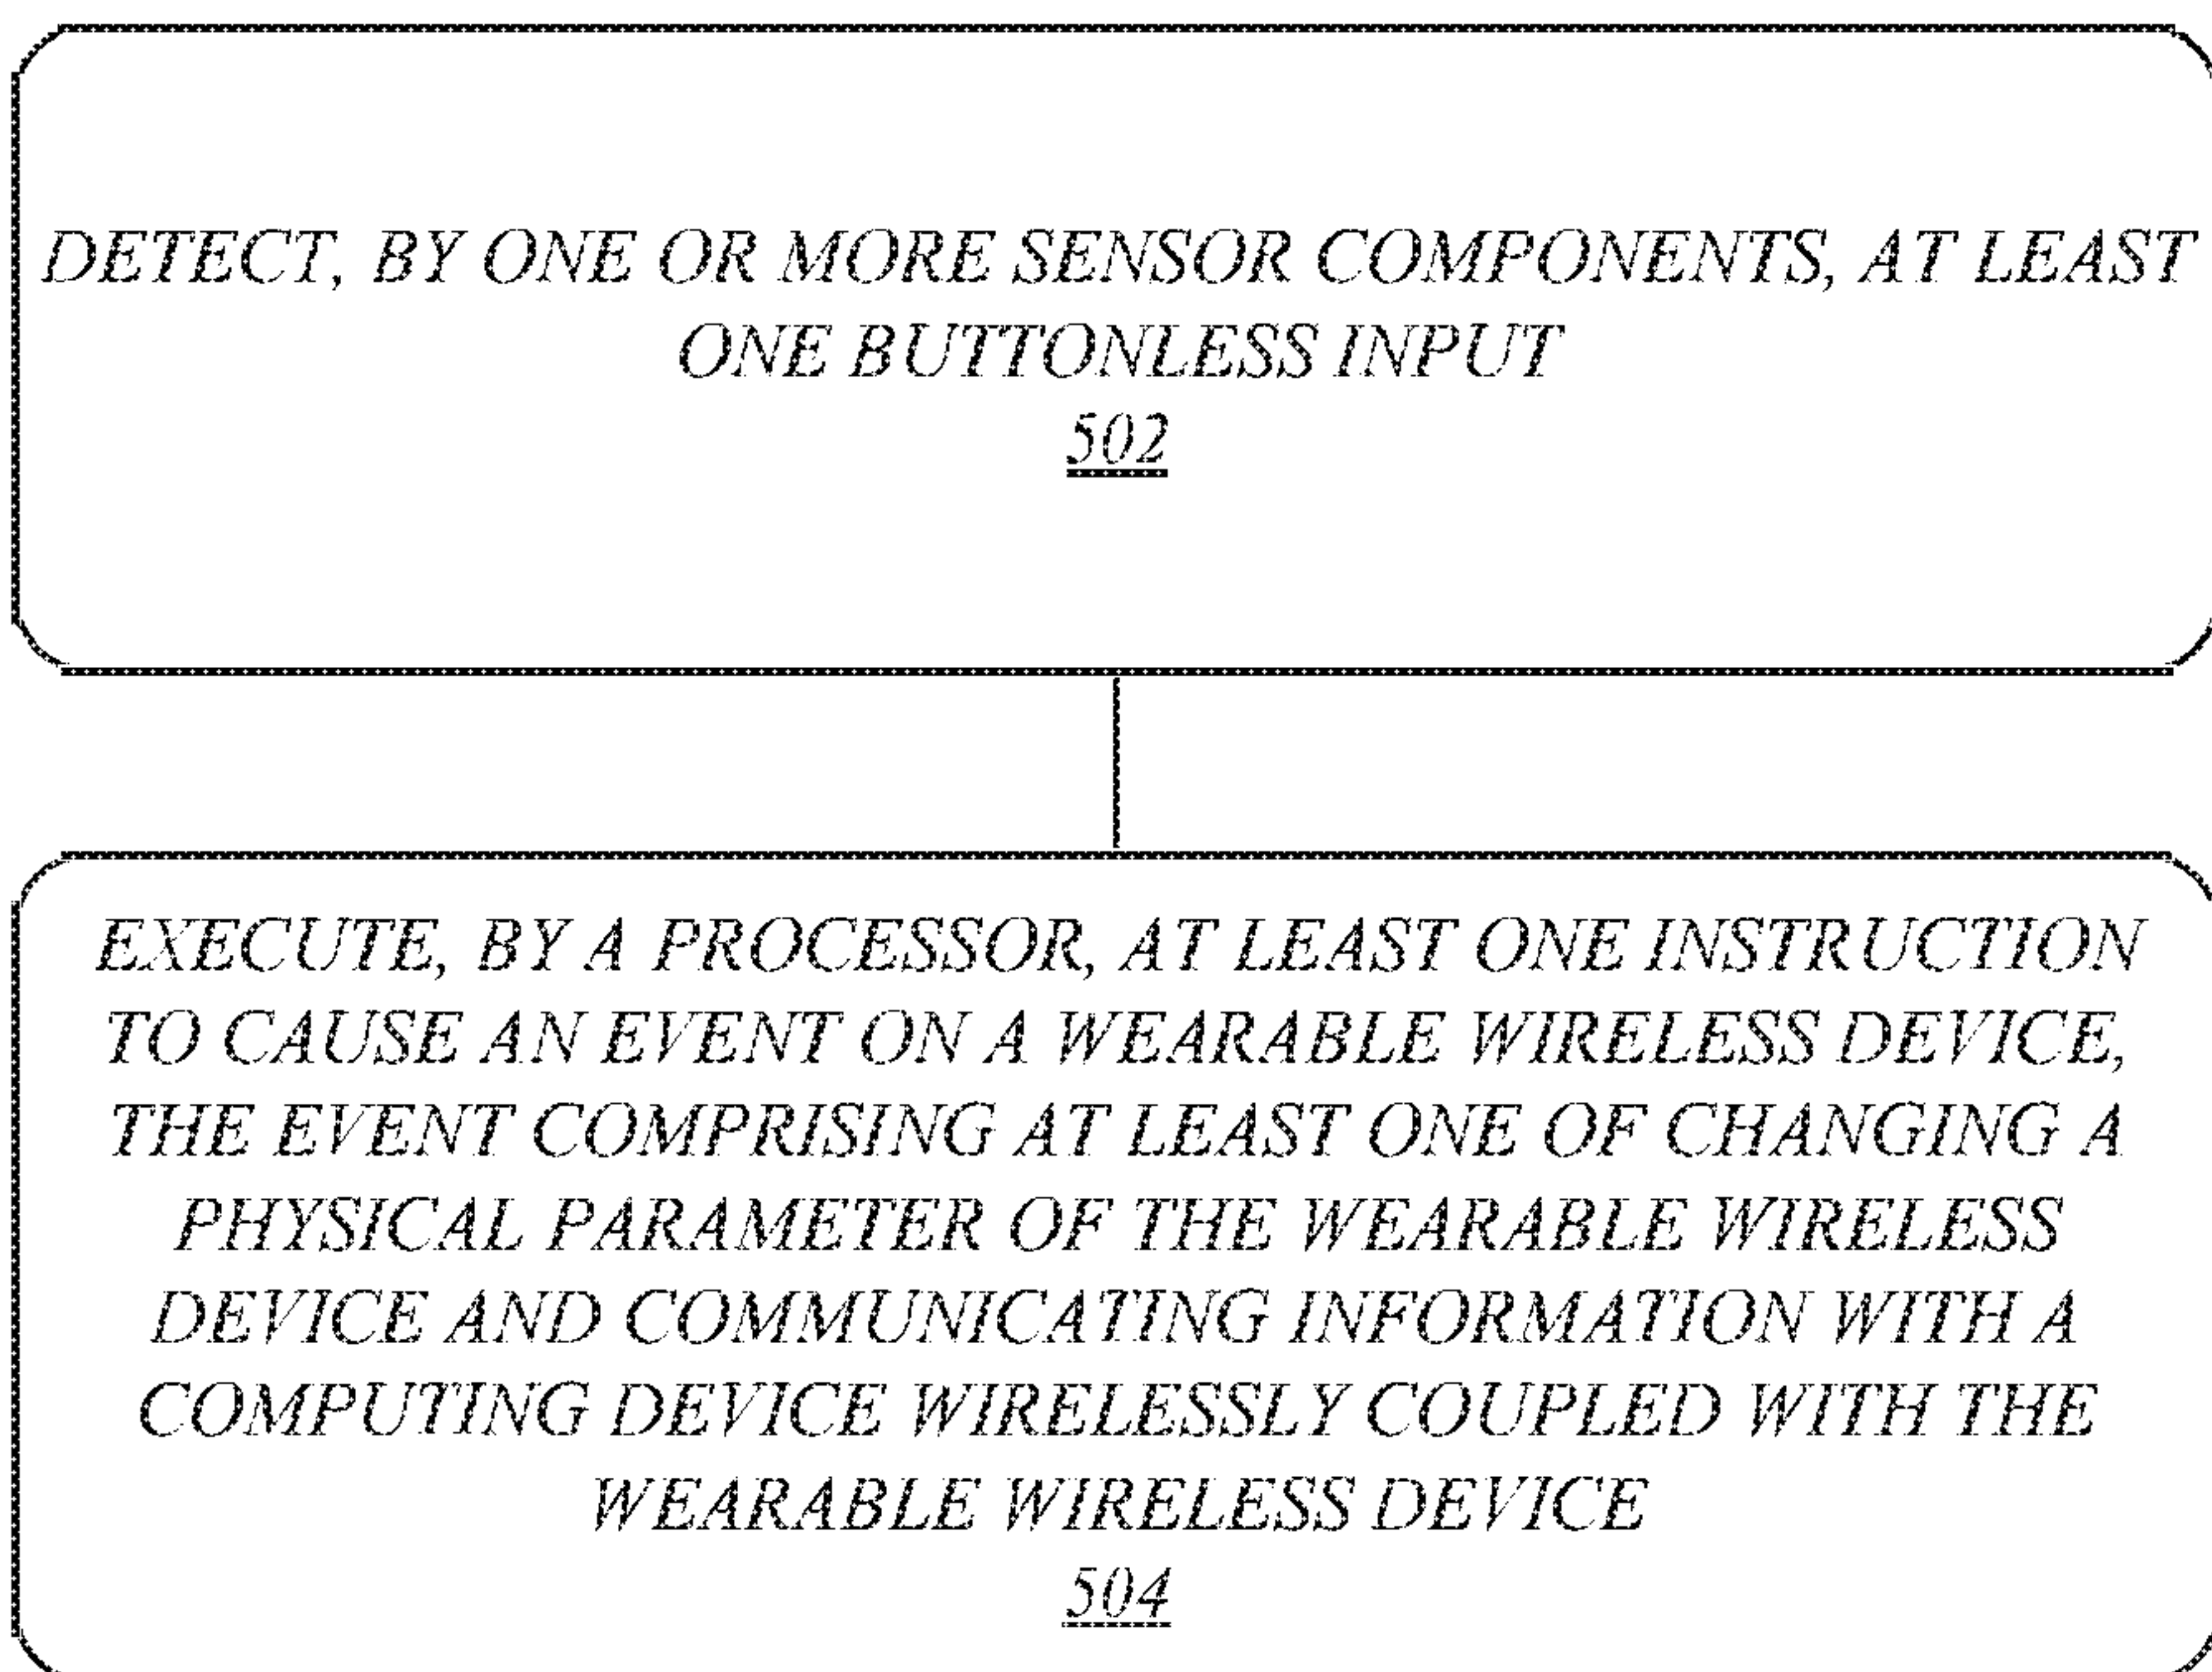 DETECT, BY ONE OR MORE SENSOR COMPONENTS, AT LEAST
ONE BUTTONLESS INPUT
502
EXECUTE, BY A PROCESSOR, AT LEAST ONE INSTRUCTION
TO CAUSE AN EVENT ON A WEARABLE WIRELESS DEVICE,
THE EVENT COMPRISING AT LEAST ONE OF CHANGING A
PHYSICAL PARAMETER OF THE WEARABLE WIRELESS
DEVICE AND COMMUNICATING INFORMATION WITH A
COMPUTING DEVICE WIRELESSLY COUPLED WITH THE
WEARABLE WIRELESS DEVICE
504